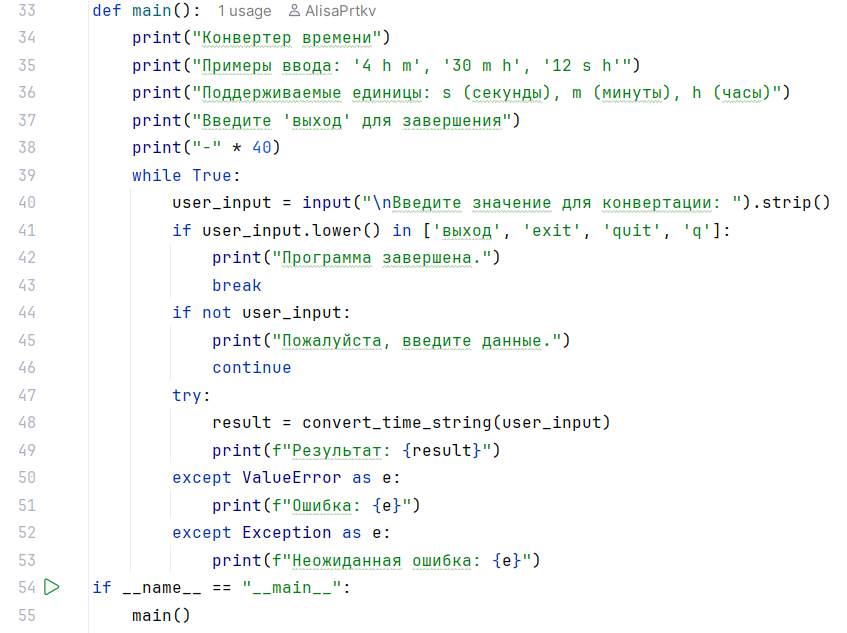 33 def main(): 1 usage AlisaPrtkv
34 print("Конвертер времени")
35 print("Примеры ввода: '4 h m', '30 m h', '12 s h'")
36 print("Поддерживаемые единицы: s (секунды), m (минуты), h (часы)")
37 print("Введите 'выход' для завершения")
38 print("-" * 40)
39 while True:
40 user_input = input("\nВведите значение для конвертации: ").strip()
41 if user_input.lower() in ['выход', 'exit', 'quit', 'q']:
42 print("Программа завершена.")
43 break
44 if not user_input:
45 print("Пожалуйста, введите данные.")
46 continue
47 try:
48 result = convert_time_string(user_input)
49 print(f"Результат: {result}")
50 except ValueError as e:
51 print(f"Ошибка: {e}")
52 except Exception as e:
53 print(f"Неожиданная ошибка: {e}")
54 if __name__ == "__main__":
55 main()